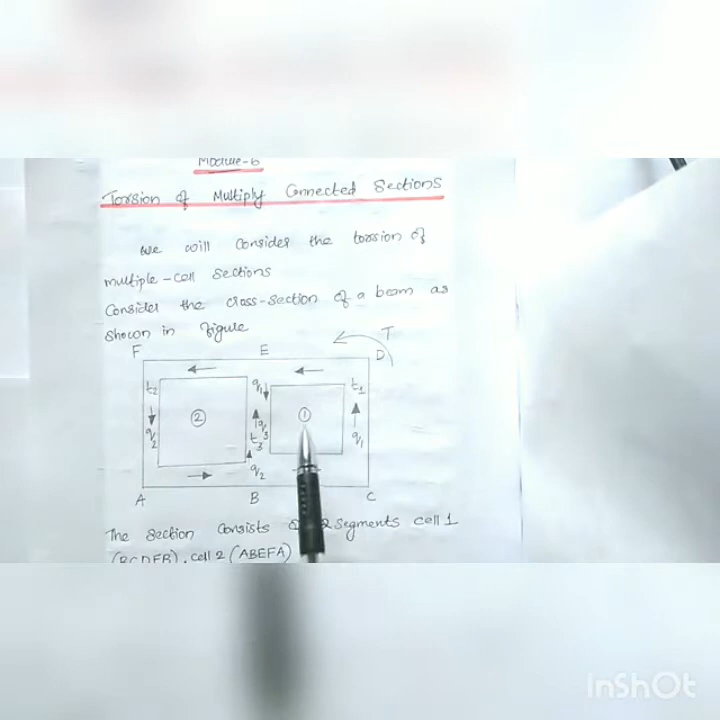 Module-6
Torsion of Multiply Connected Sections
We will Consider the torsion of
multiple-cell Sections
Consider the cross-section of a beam as
shown in figure
T
F E D
t2 q1 t1
2 1
q2 q3 q1
t3
q2
A B C
The section Consists 2 segments cell 1
(BCDEB), cell 2 (ABEFA)
InShOt